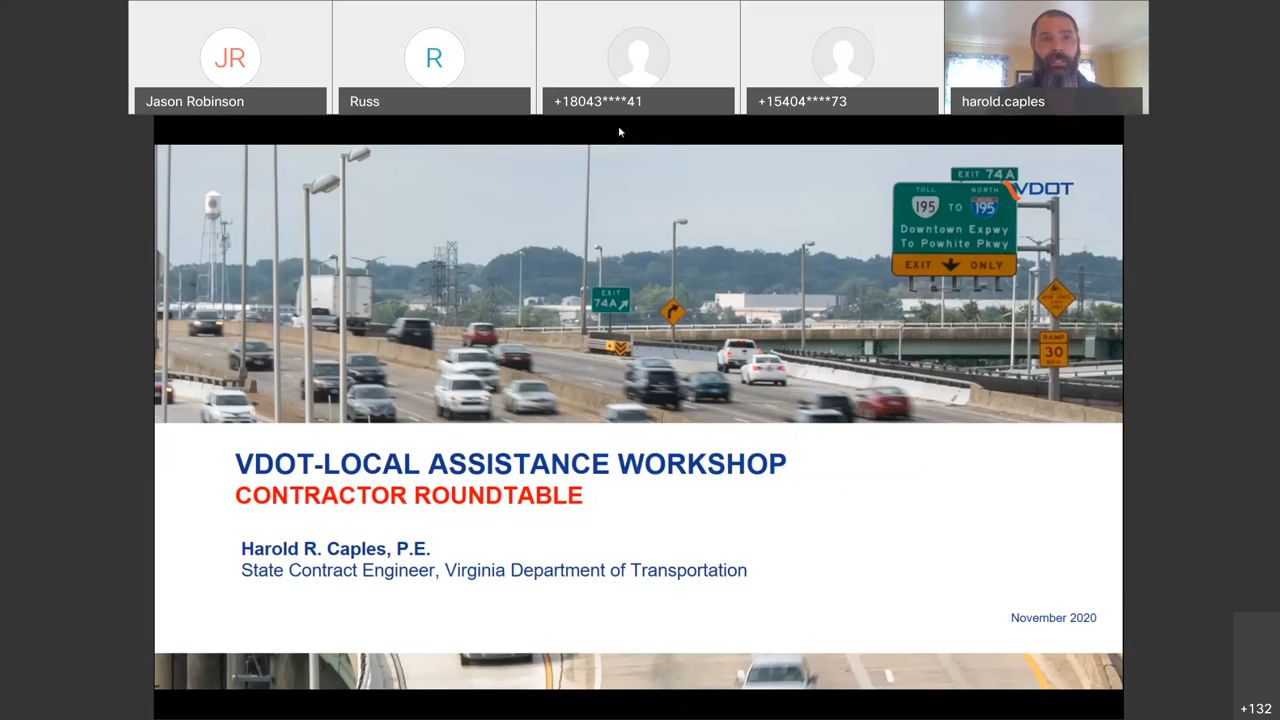 JR
R
Jason Robinson
Russ
+18043****41
+15404****73
harold.caples
EXIT 74A
VDOT
TOLL
NORTH
195 TO 195
Downtown Expwy
To Powhite Pkwy
EXIT ONLY
EXIT
74A
RAMP
30
VDOT-LOCAL ASSISTANCE WORKSHOP
CONTRACTOR ROUNDTABLE
Harold R. Caples, P.E.
State Contract Engineer, Virginia Department of Transportation
November 2020
+132